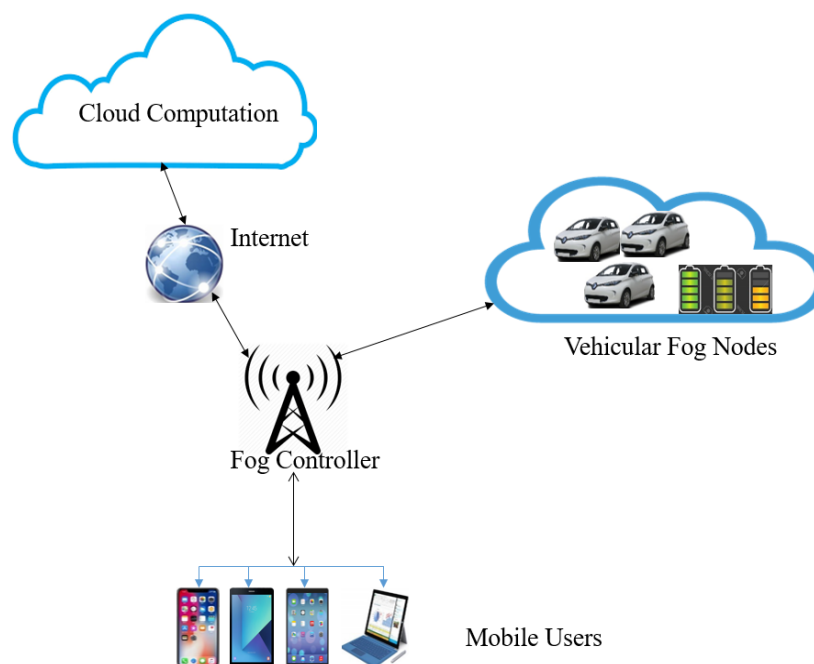 Cloud Computation
Internet
Vehicular Fog Nodes
Fog Controller
Mobile Users